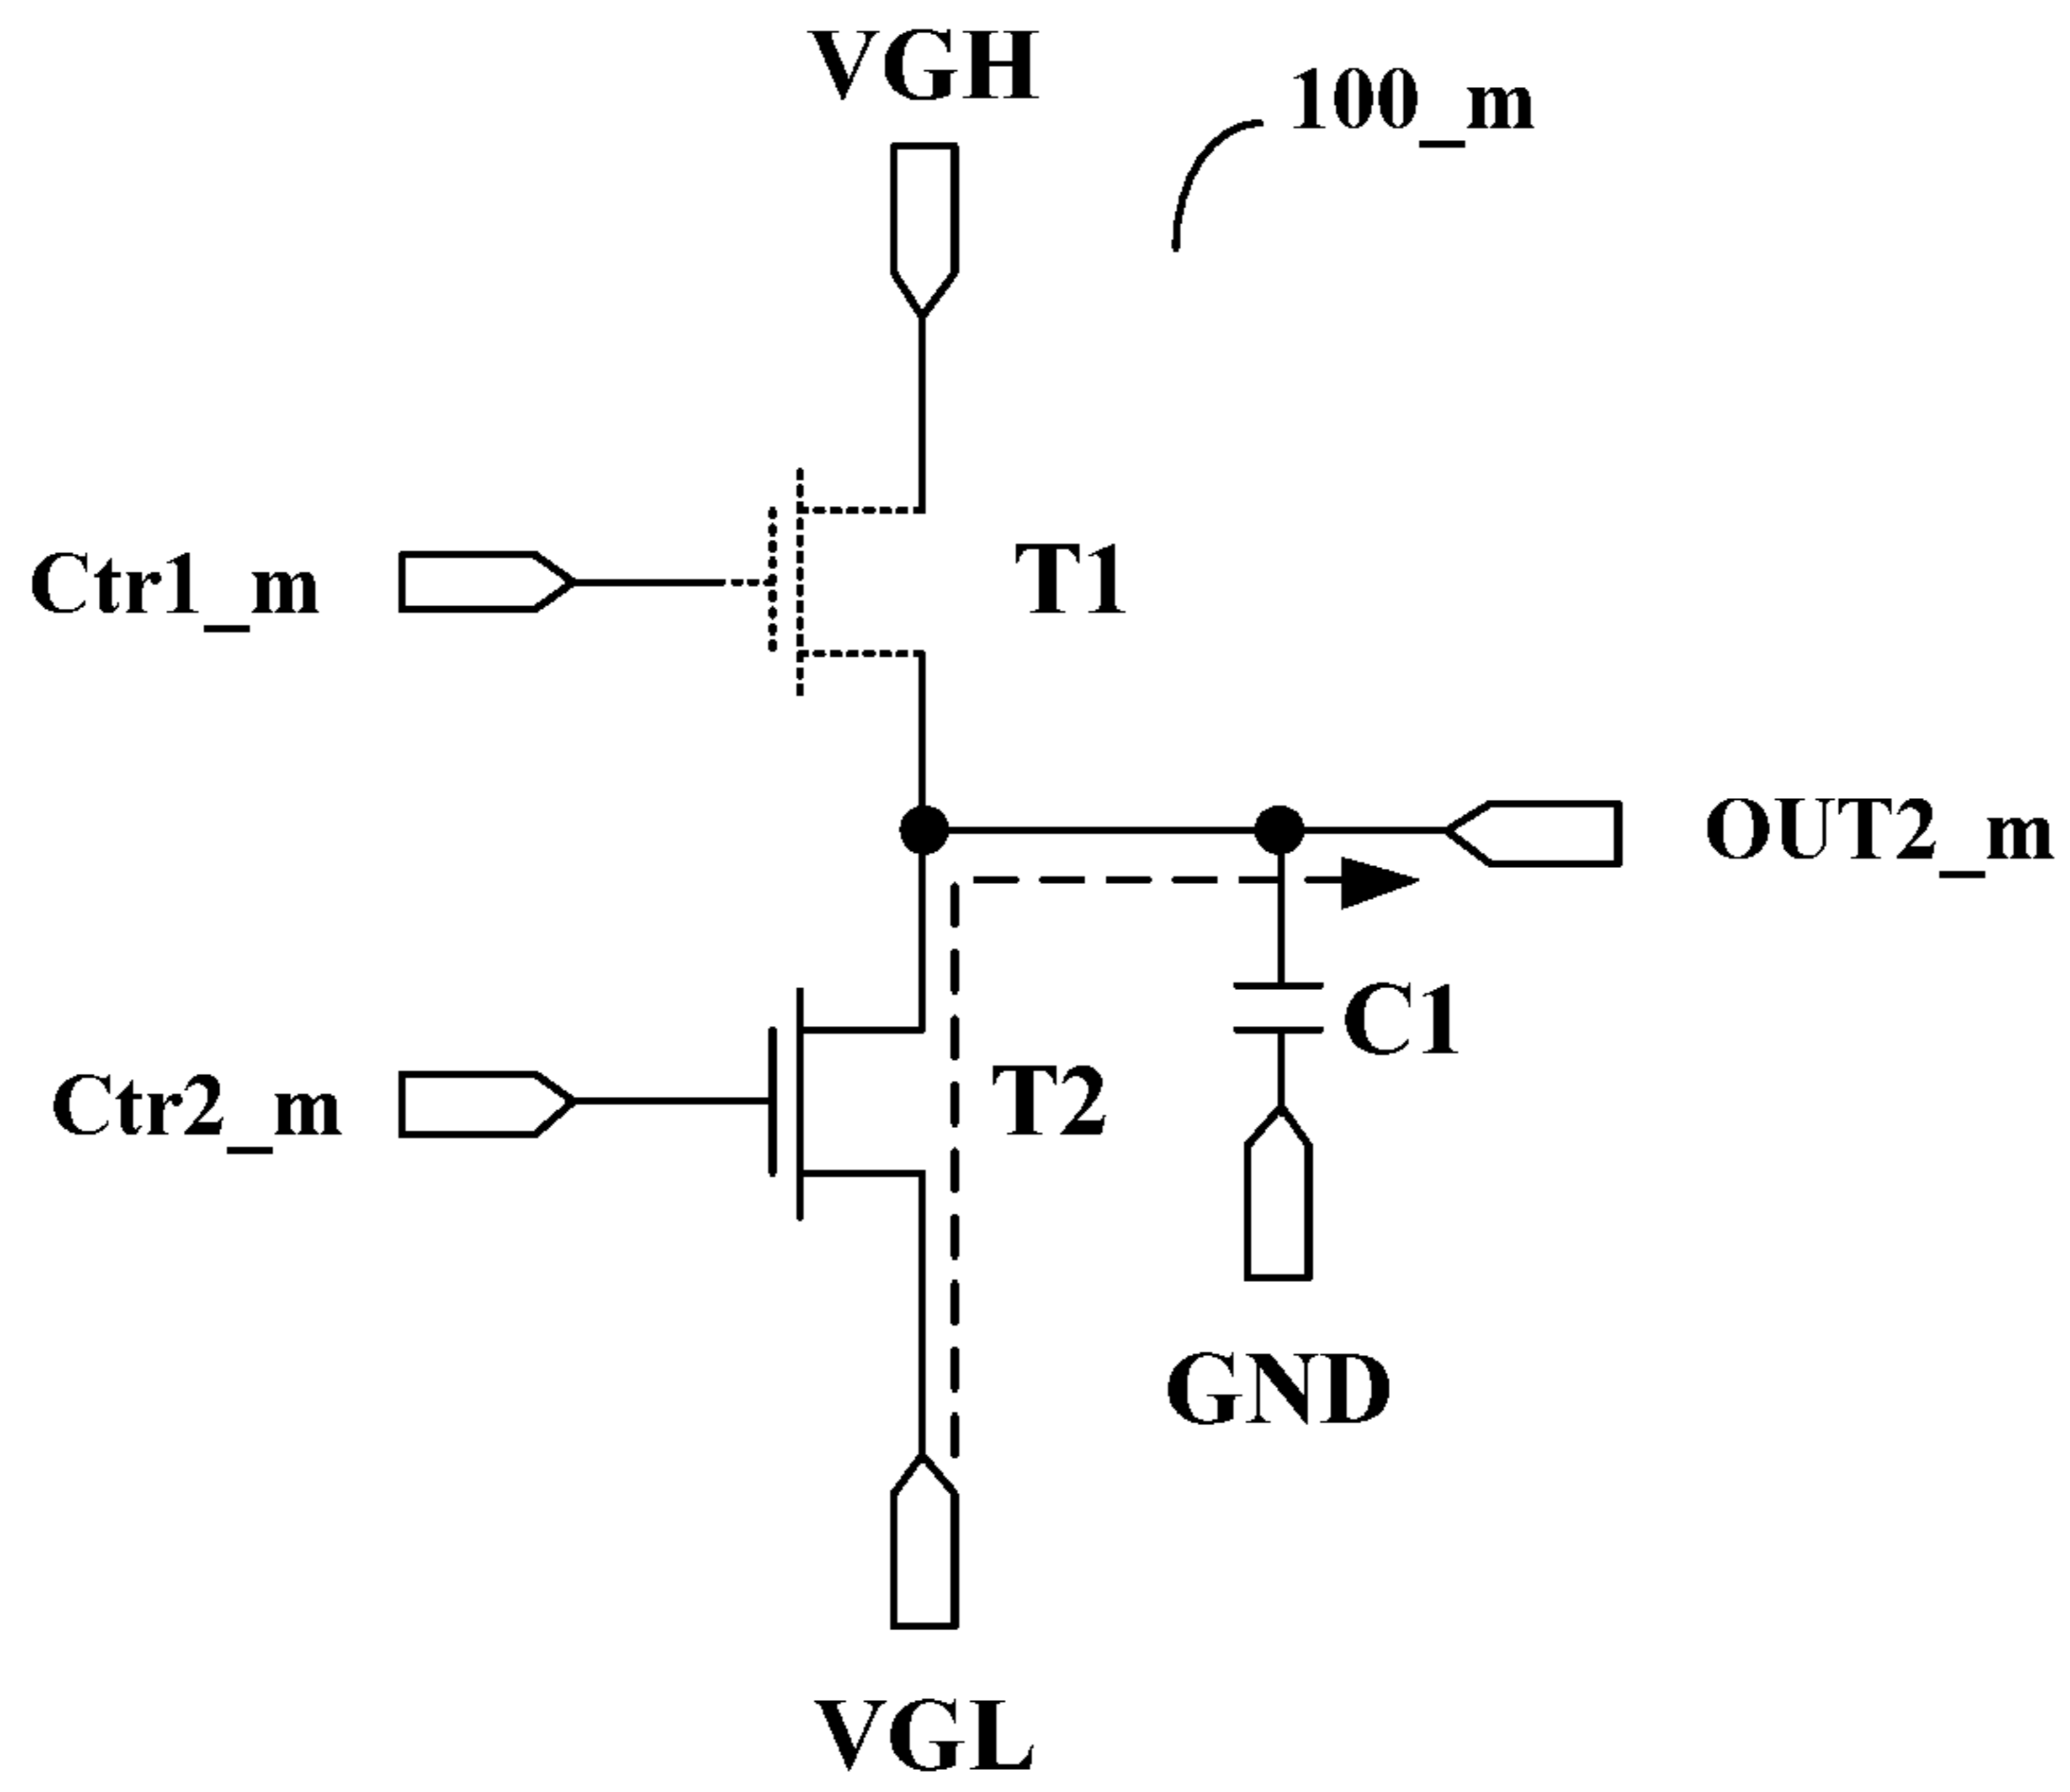 VGH
100_m
Ctr1_m
T1
OUT2_m
C1
Ctr2_m
T2
GND
VGL